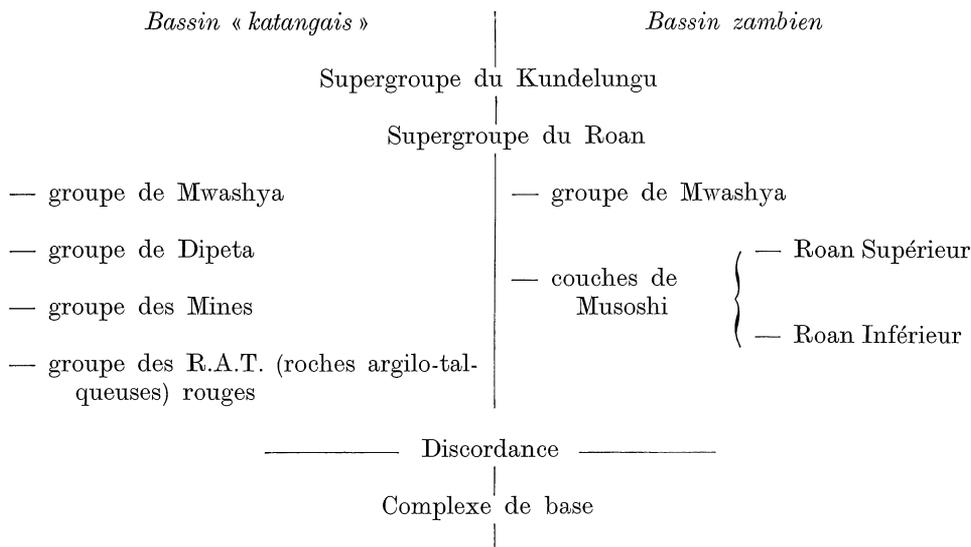 Bassin « katangais »
Bassin zambien
Supergroupe du Kundelungu
Supergroupe du Roan
— groupe de Mwashya
— groupe de Dipeta
— groupe des Mines
— groupe des R.A.T. (roches argilo-tal-
queuses) rouges
— groupe de Mwashya
— couches de
Musoshi
— Roan Supérieur
— Roan Inférieur
Discordance
Complexe de base